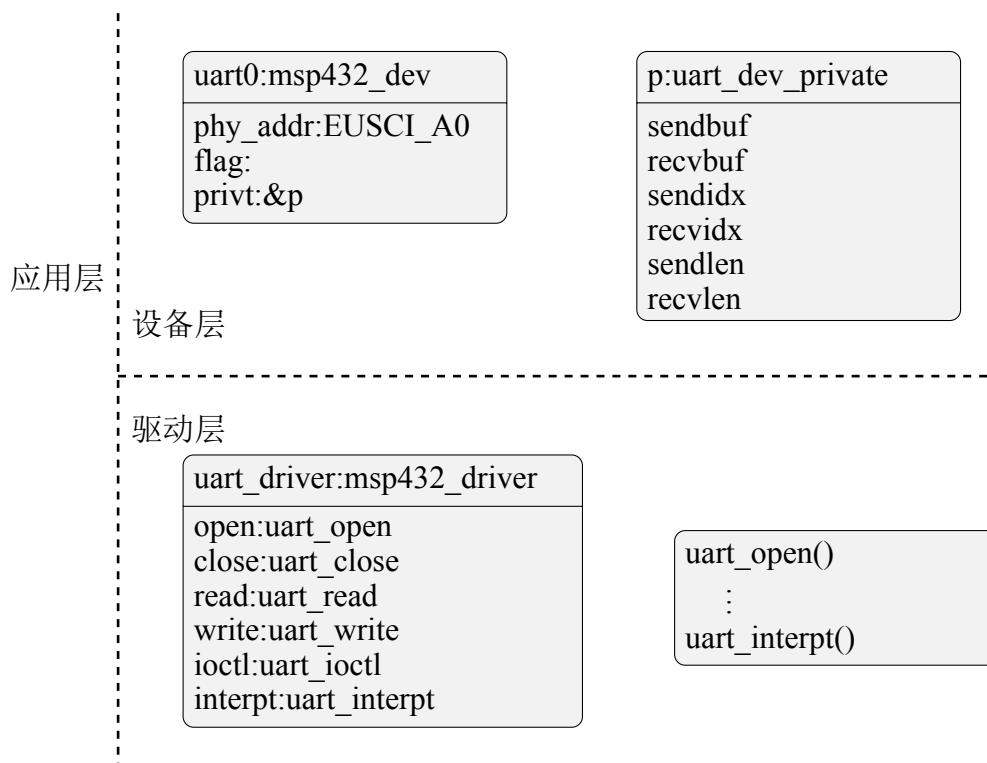 uart0:msp432_dev
phy_addr:EUSCI_A0
flag:
privt:&p
p:uart_dev_private
sendbuf
recvbuf
sendidx
recvidx
sendlen
recvlen
应用层
设备层
驱动层
uart_driver:msp432_driver
open:uart_open
close:uart_close
read:uart_read
write:uart_write
ioctl:uart_ioctl
interpt:uart_interpt
uart_open()
⋮
uart_interpt()